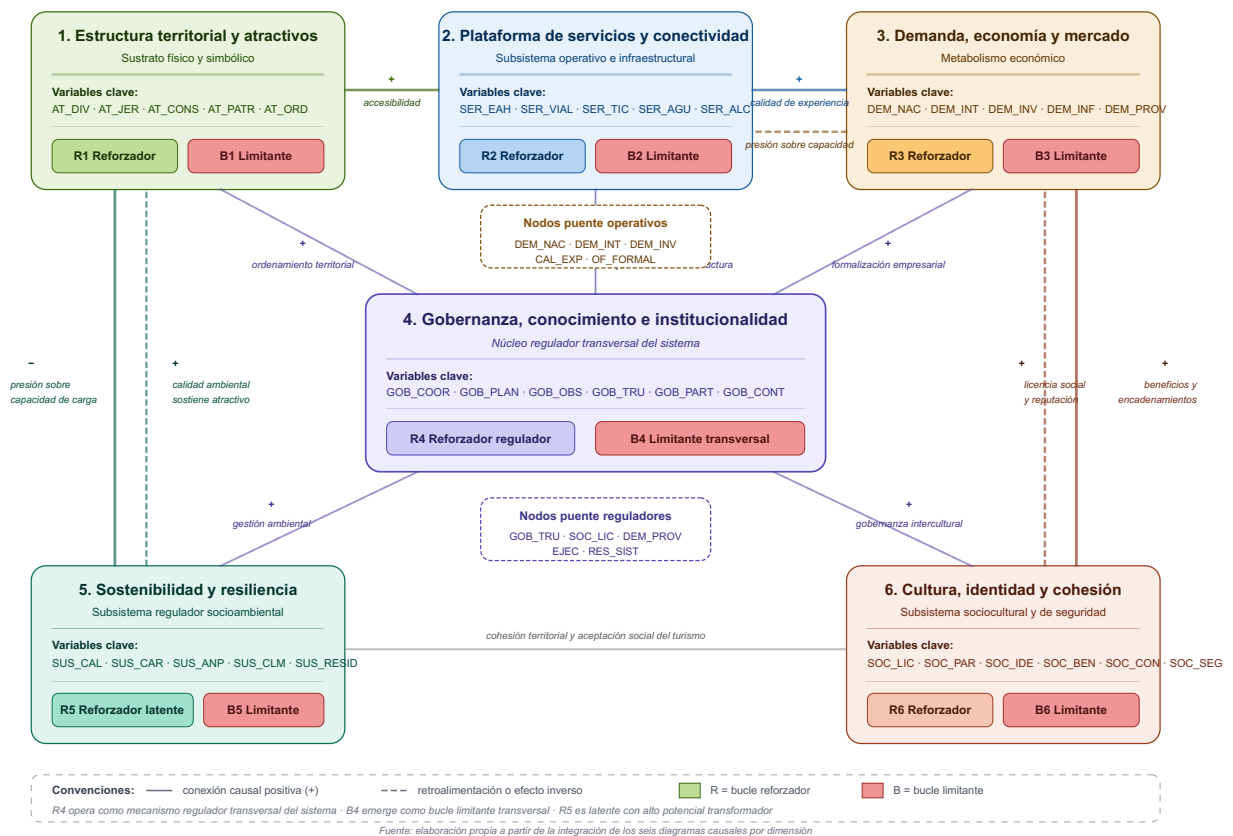 1. Estructura territorial y atractivos
Sustrato físico y simbólico
Variables clave:
AT_DIV · AT_JER · AT_CONS · AT_PATR · AT_ORD
R1 Reforzador
B1 Limitante
+
accesibilidad
2. Plataforma de servicios y conectividad
Subsistema operativo e infraestructural
Variables clave:
SER_EAH · SER_VIAL · SER_TIC · SER_AGU · SER_ALC
R2 Reforzador
B2 Limitante
+
calidad de experiencia
presión sobre capacidad
3. Demanda, economía y mercado
Metabolismo económico
Variables clave:
DEM_NAC · DEM_INT · DEM_INV · DEM_INF · DEM_PROV
R3 Reforzador
B3 Limitante
+
ordenamiento territorial
Nodos puente operativos
DEM_NAC · DEM_INT · DEM_INV
CAL_EXP · OF_FORMAL
+
formalización empresarial
4. Gobernanza, conocimiento e institucionalidad
Núcleo regulador transversal del sistema
Variables clave:
GOB_COOR · GOB_PLAN · GOB_OBS · GOB_TRU · GOB_PART · GOB_CONT
R4 Reforzador regulador
B4 Limitante transversal
–
presión sobre
capacidad de carga
+
calidad ambiental
sostiene atractivo
+
licencia social
y reputación
+
beneficios y
encadenamientos
+
gestión ambiental
Nodos puente reguladores
GOB_TRU · SOC_LIC · DEM_PROV
EJEC · RES_SIST
+
gobernanza intercultural
5. Sostenibilidad y resiliencia
Subsistema regulador socioambiental
Variables clave:
SUS_CAL · SUS_CAR · SUS_ANP · SUS_CLM · SUS_RESID
R5 Reforzador latente
B5 Limitante
cohesión territorial y aceptación social del turismo
6. Cultura, identidad y cohesión
Subsistema sociocultural y de seguridad
Variables clave:
SOC_LIC · SOC_PAR · SOC_IDE · SOC_BEN · SOC_CON · SOC_SEG
R6 Reforzador
B6 Limitante
Convenciones: conexión causal positiva (+) retroalimentación o efecto inverso R = bucle reforzador B = bucle limitante
R4 opera como mecanismo regulador transversal del sistema · B4 emerge como bucle limitante transversal · R5 es latente con alto potencial transformador
Fuente: elaboración propia a partir de la integración de los seis diagramas causales por dimensión